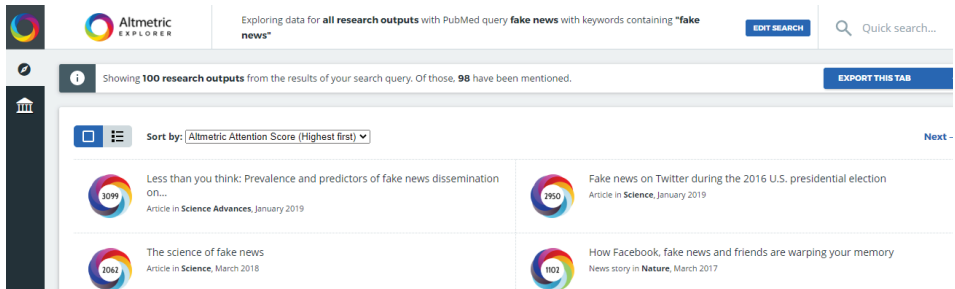 Altmetric
EXPLORER
Exploring data for all research outputs with PubMed query fake news with keywords containing "fake
news"
EDIT SEARCH
Quick search...
Showing 100 research outputs from the results of your search query. Of those, 98 have been mentioned.
EXPORT THIS TAB
Sort by: Altmetric Attention Score (Highest first)
Next
3099
Less than you think: Prevalence and predictors of fake news dissemination
on...
Article in Science Advances, January 2019
2950
Fake news on Twitter during the 2016 U.S. presidential election
Article in Science, January 2019
2062
The science of fake news
Article in Science, March 2018
1102
How Facebook, fake news and friends are warping your memory
News story in Nature, March 2017